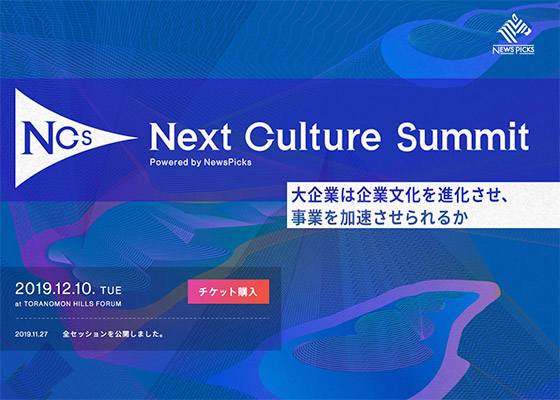 NEWSPICKS
NCs
Next Culture Summit
Powered by NewsPicks
大企業は企業文化を進化させ、
事業を加速させられるか
2019.12.10. TUE
at TORANOMON HILLS FORUM
チケット購入
2019.11.27 全セッションを公開しました。